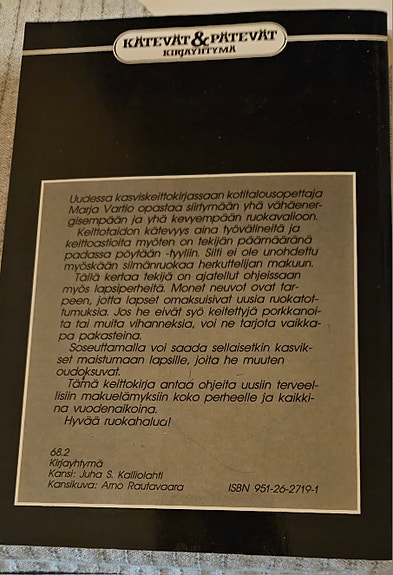 KÄTEVÄT & PÄTEVÄT
KIRJAYHTYMÄ
Uudessa kasviskeittokirjassaan kotitalousopettaja
Marja Vartio opastaa siirtymään yhä vähäener-
gisempään ja yhä kevyempään ruokavalioon.
Keittotaidon kätevyys aina työvälineitä ja
keittoastioita myöten on tekijän päämääränä
padassa pöytään -tyyliin. Silti ei ole unohdettu
myöskään silmänruokaa herkuttelijan makuun.
Tällä kertaa tekijä on ajatellut ohjeissaan
myös lapsiperheitä. Monet neuvot ovat tar-
peen, jotta lapset omaksuisivat uusia ruokatot-
tumuksia. Jos he eivät syö keitettyjä porkkanoi-
ta tai muita vihanneksia, voi ne tarjota vaikka-
pa pakasteina.
Soseuttamalla voi saada sellaisetkin kasvik-
set maistumaan lapsille, joita he muuten
oudoksuvat.
Tämä keittokirja antaa ohjeita uusiin terveel-
lisiin makuelämyksiin koko perheelle ja kaikki-
na vuodenaikoina.
Hyvää ruokahalua!
68.2
Kirjayhtymä
Kansi: Juha S. Kalliolahti
Kansikuva: Arno Rautavaara ISBN 951-26-2719-1